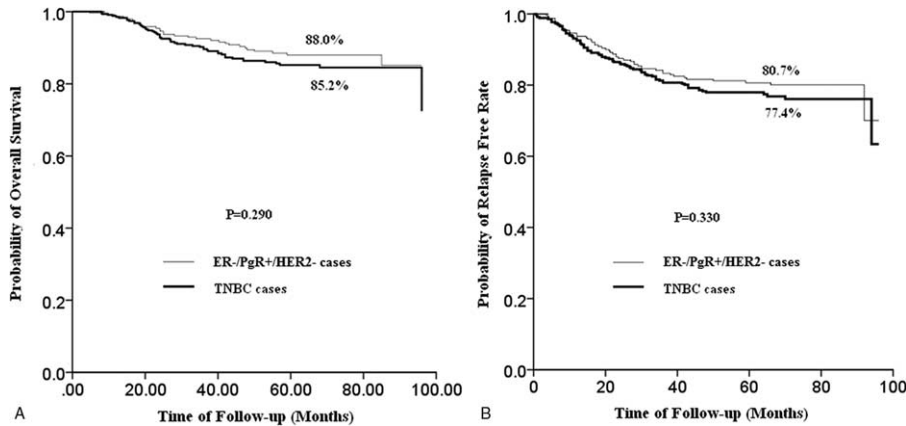 Probability of Overall Survival
1.0
0.8
0.6
0.4
0.2
0.0
88.0%
85.2%
P=0.290
ER-/PgR+/HER2- cases
TNBC cases
.00 20.00 40.00 60.00 80.00 100.00
Time of Follow-up (Months)
A
Probability of Relapse Free Rate
1.0
0.8
0.6
0.4
0.2
0.0
80.7%
77.4%
P=0.330
ER-/PgR+/HER2- cases
TNBC cases
0 20 40 60 80 100
Time of Follow-up (Months)
B